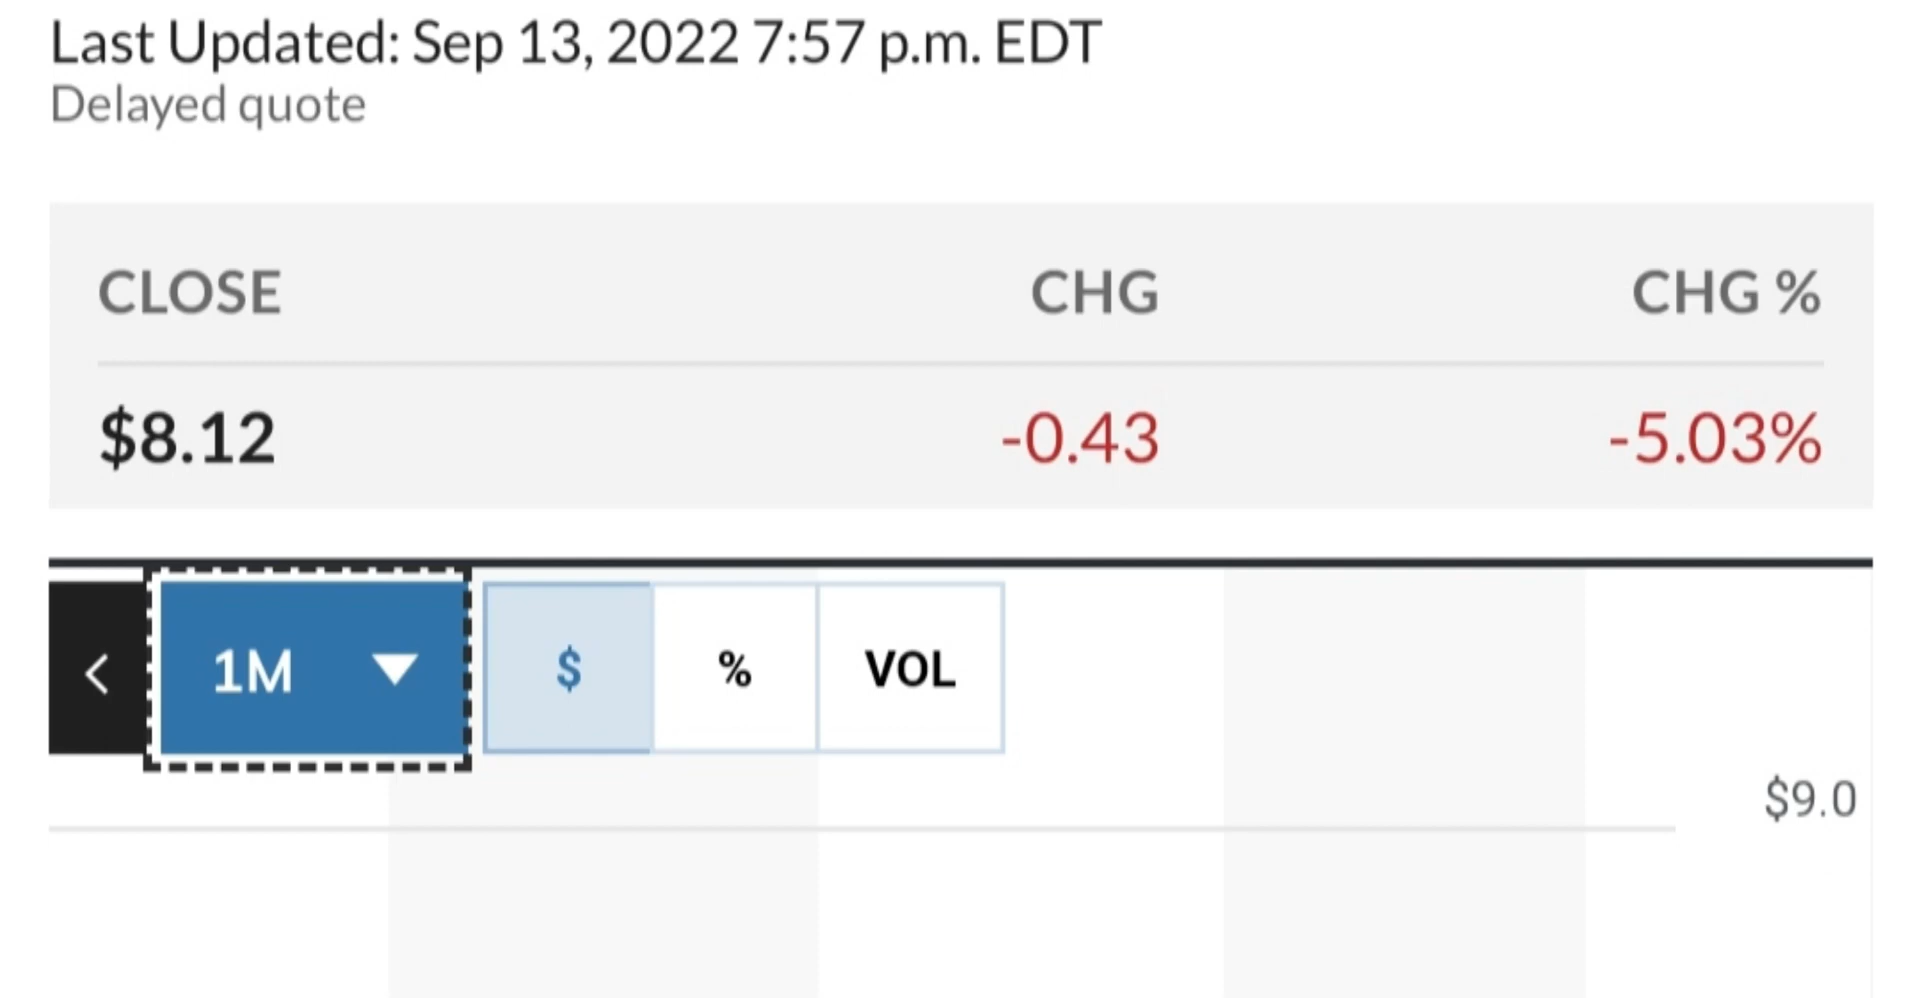 Last Updated: Sep 13, 2022 7:57 p.m. EDT
Delayed quote
CLOSE CHG CHG %
$8.12 -0.43 -5.03%
1M $ % VOL
$9.0